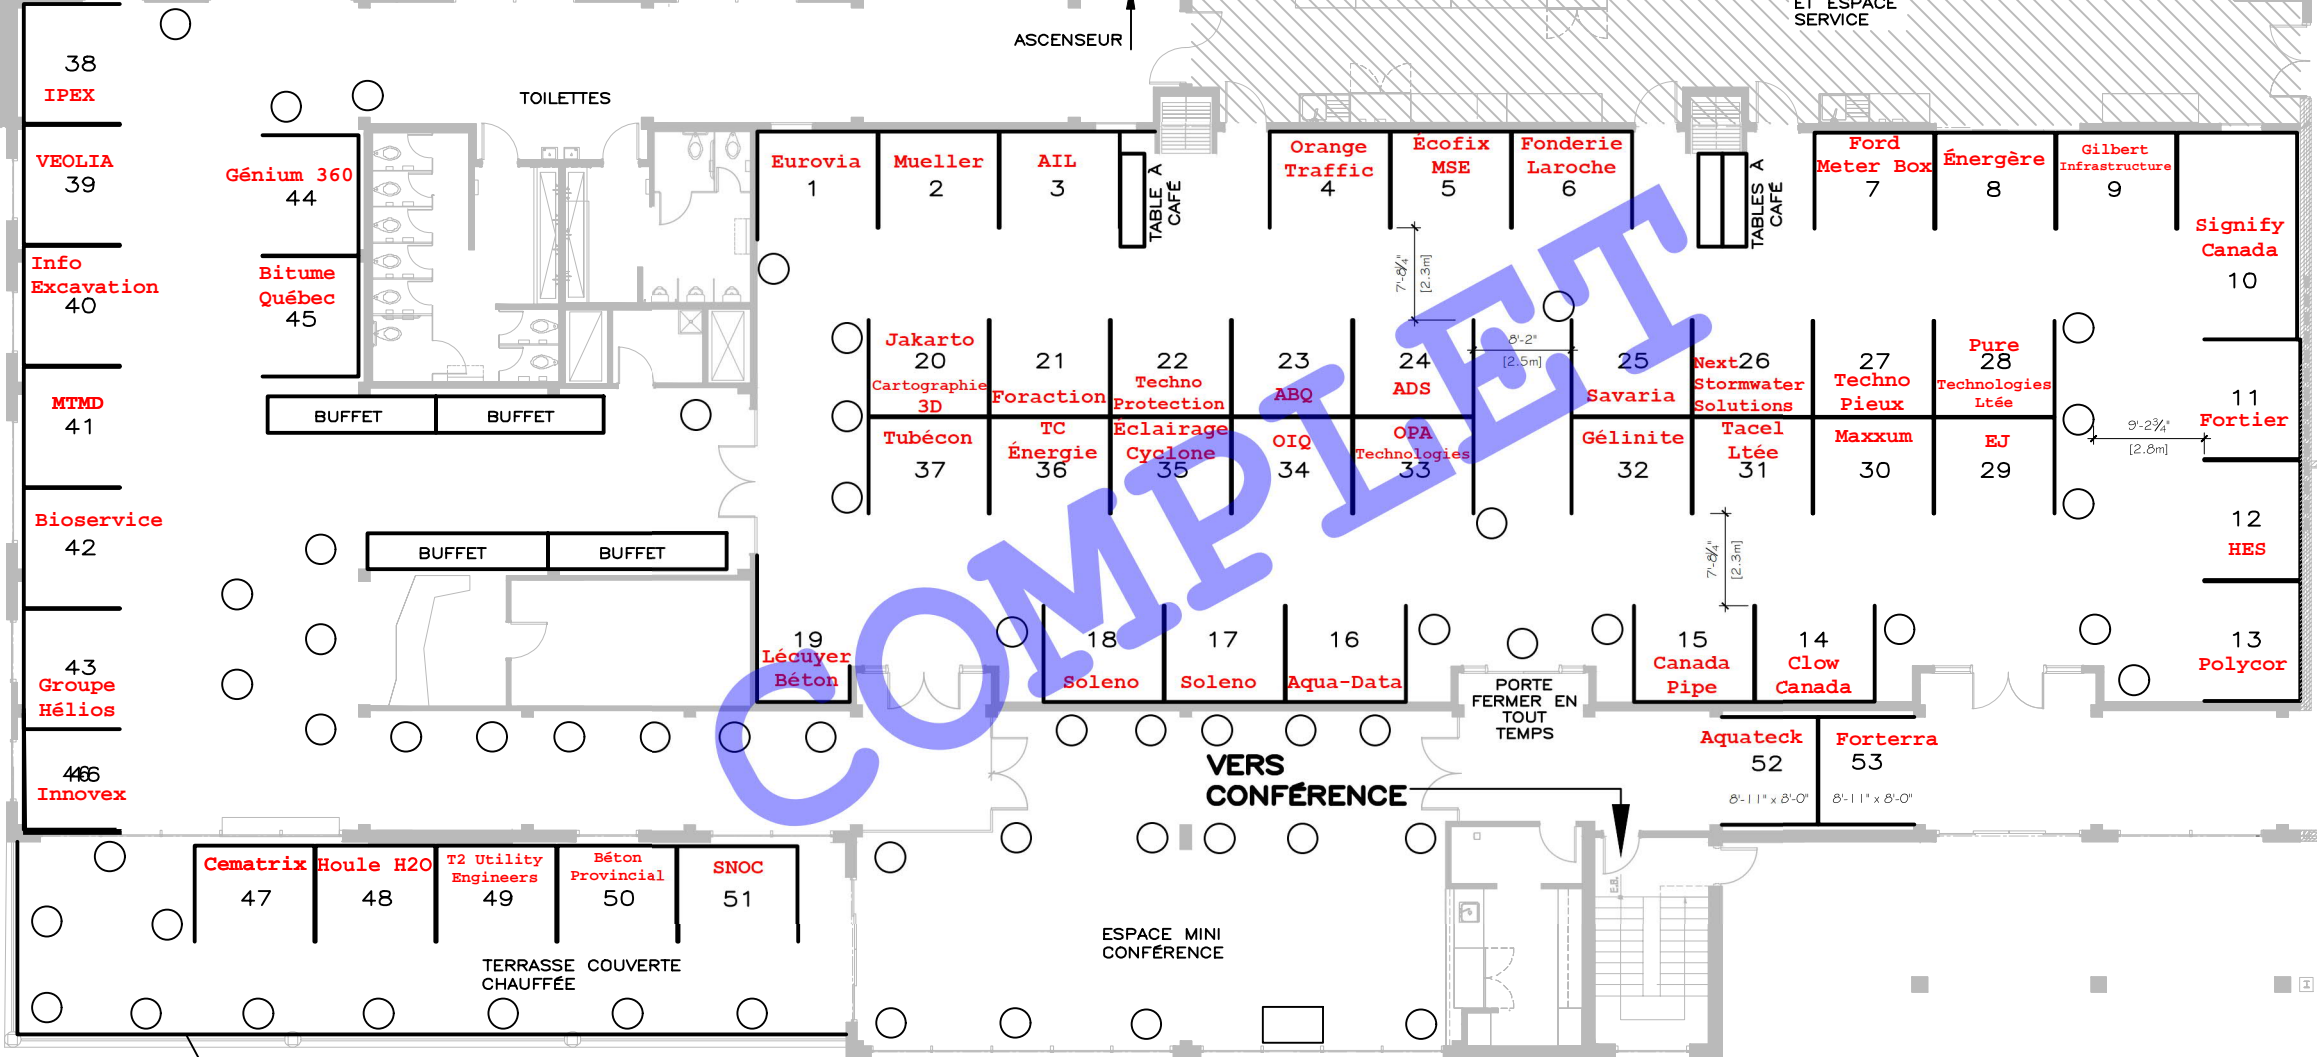 ET ESPACE
SERVICE
ASCENSEUR
TOILETTES
38
IPEX
VEOLIA
39
Info
Excavation
40
MTMD
41
Bioservice
42
43
Groupe
Hélios
46
Innovex
Génium 360
44
Bitume
Québec
45
BUFFET
BUFFET
BUFFET
BUFFET
Eurovia
1
Mueller
2
AIL
3
TABLE À
CAFÉ
Orange
Traffic
4
Écofix
MSE
5
Fonderie
Laroche
6
TABLES À
CAFÉ
Ford
Meter Box
7
Énergère
8
Gilbert
Infrastructure
9
Signify
Canada
10
7'-8¼"
[2.3m]
8'-2"
[2.5m]
Jakarto
20
Cartographie
3D
21
Foraction
22
Techno
Protection
23
ABQ
24
ADS
25
Savaria
Next 26
Stormwater
Solutions
27
Techno
Pieux
Pure
28
Technologies
Ltée
11
Fortier
9'-2¾"
[2.8m]
Tubécon
37
TC
Énergie
36
Éclairage
Cyclone
35
OIQ
34
OPA
Technologies
33
Gélinite
32
Tacel
Ltée
31
Maxxum
30
EJ
29
12
HES
7'-8¼"
[2.3m]
19
Lécuyer
Béton
18
Soleno
17
Soleno
16
Aqua-Data
15
Canada
Pipe
14
Clow
Canada
13
Polycor
PORTE
FERMER EN
TOUT
TEMPS
VERS
CONFÉRENCE
Aquateck
52
8'-11" x 8'-0"
Forterra
53
8'-11" x 8'-0"
Cematrix
47
Houle H2O
48
T2 Utility
Engineers
49
Béton
Provincial
50
SNOC
51
TERRASSE COUVERTE
CHAUFFÉE
ESPACE MINI
CONFÉRENCE
COMPLET